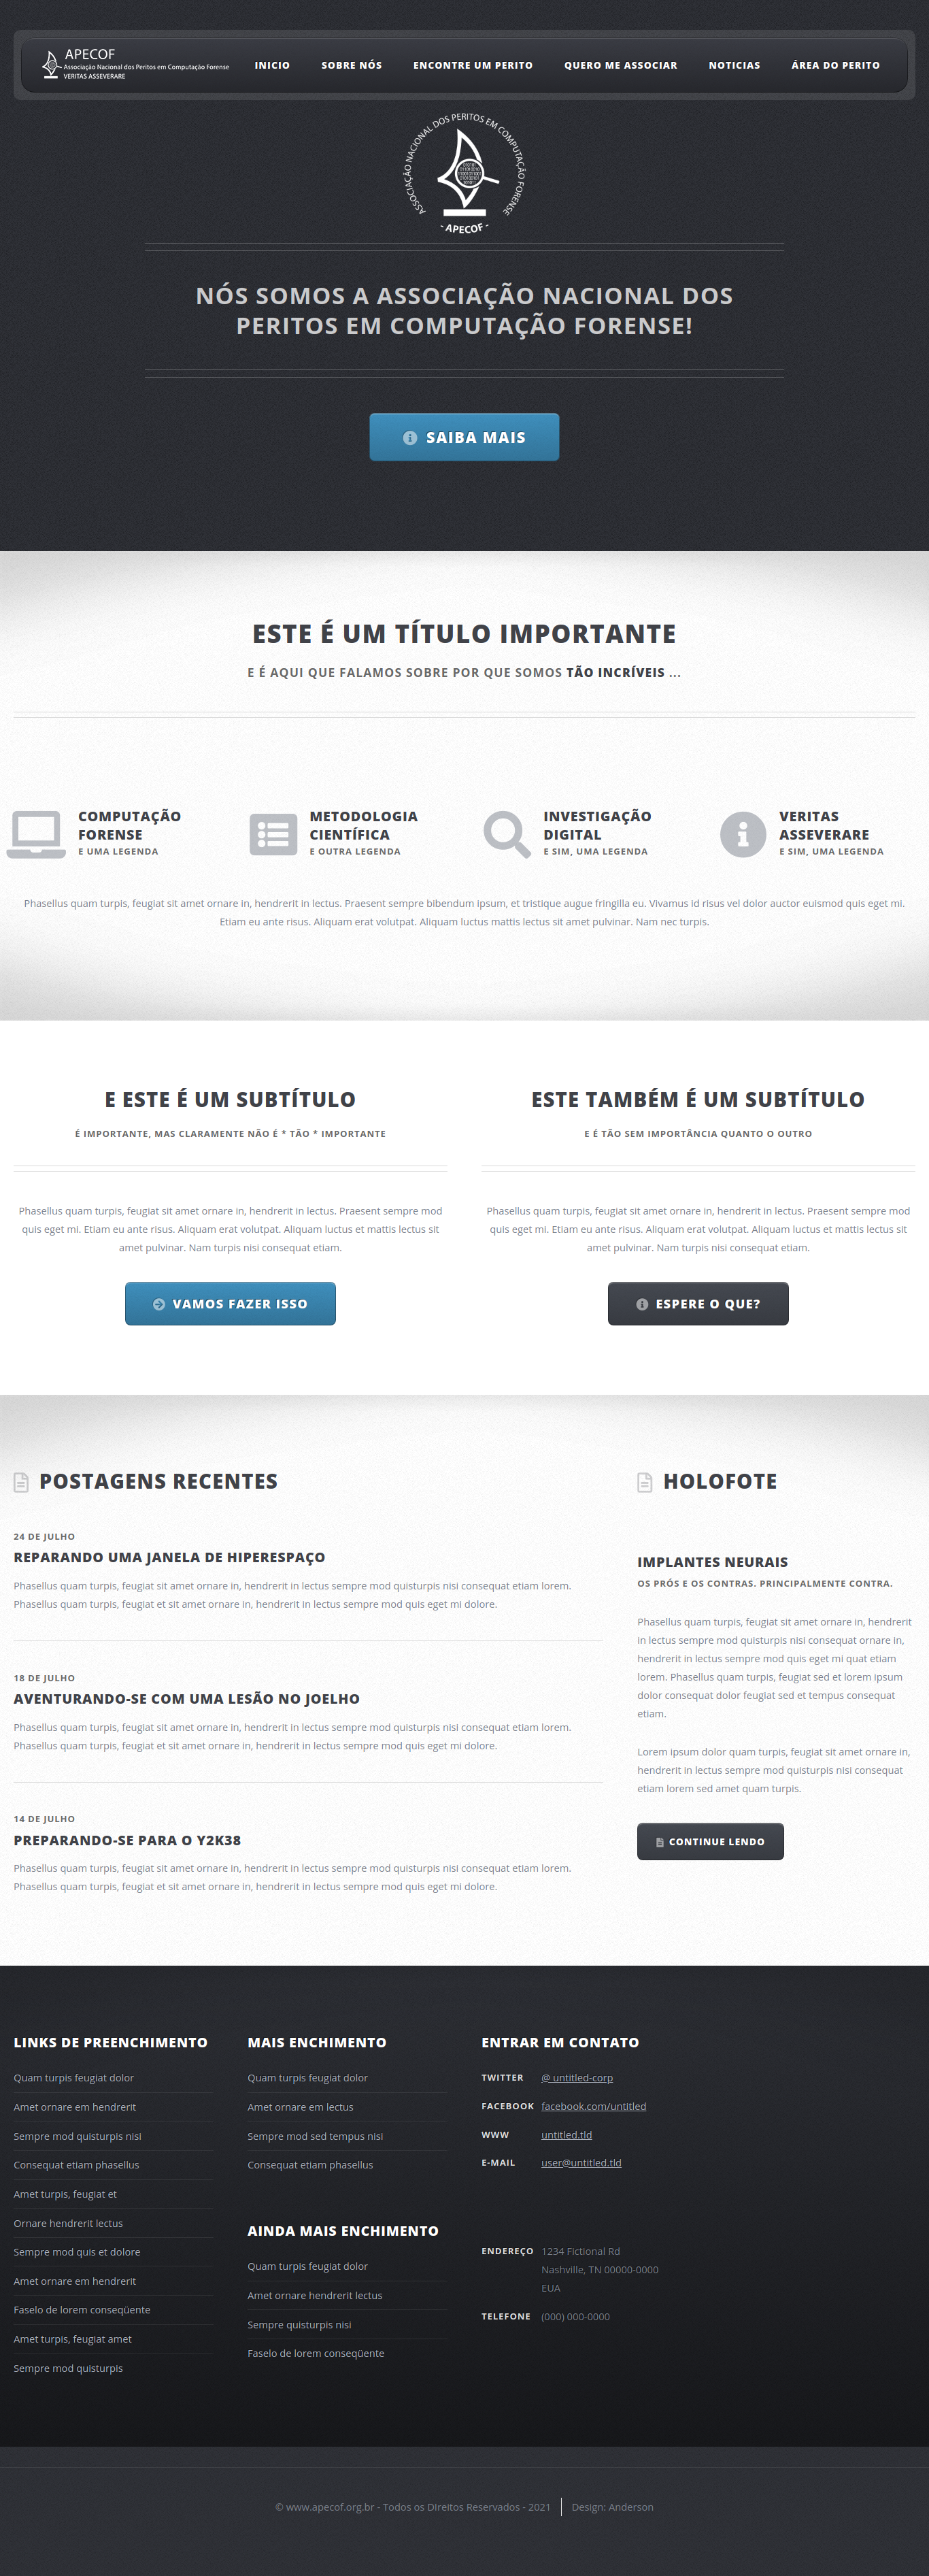 APECOF
Associação Nacional dos Peritos em Computação Forense
VERITAS ASSEVERARE
INICIO SOBRE NÓS ENCONTRE UM PERITO QUERO ME ASSOCIAR NOTICIAS ÁREA DO PERITO
ASSOCIAÇÃO NACIONAL DOS PERITOS EM COMPUTAÇÃO FORENSE
- APECOF -
NÓS SOMOS A ASSOCIAÇÃO NACIONAL DOS
PERITOS EM COMPUTAÇÃO FORENSE!
SAIBA MAIS
ESTE É UM TÍTULO IMPORTANTE
E É AQUI QUE FALAMOS SOBRE POR QUE SOMOS TÃO INCRÍVEIS ...
COMPUTAÇÃO
FORENSE
E UMA LEGENDA
METODOLOGIA
CIENTÍFICA
E OUTRA LEGENDA
INVESTIGAÇÃO
DIGITAL
E SIM, UMA LEGENDA
VERITAS
ASSEVERARE
E SIM, UMA LEGENDA
Phasellus quam turpis, feugiat sit amet ornare in, hendrerit in lectus. Praesent sempre bibendum ipsum, et tristique augue fringilla eu. Vivamus id risus vel dolor auctor euismod quis eget mi.
Etiam eu ante risus. Aliquam erat volutpat. Aliquam luctus mattis lectus sit amet pulvinar. Nam nec turpis.
E ESTE É UM SUBTÍTULO
É IMPORTANTE, MAS CLARAMENTE NÃO É * TÃO * IMPORTANTE
Phasellus quam turpis, feugiat sit amet ornare in, hendrerit in lectus. Praesent sempre mod
quis eget mi. Etiam eu ante risus. Aliquam erat volutpat. Aliquam luctus et mattis lectus sit
amet pulvinar. Nam turpis nisi consequat etiam.
VAMOS FAZER ISSO
ESTE TAMBÉM É UM SUBTÍTULO
E É TÃO SEM IMPORTÂNCIA QUANTO O OUTRO
Phasellus quam turpis, feugiat sit amet ornare in, hendrerit in lectus. Praesent sempre mod
quis eget mi. Etiam eu ante risus. Aliquam erat volutpat. Aliquam luctus et mattis lectus sit
amet pulvinar. Nam turpis nisi consequat etiam.
ESPERE O QUE?
POSTAGENS RECENTES
24 DE JULHO
REPARANDO UMA JANELA DE HIPERESPAÇO
Phasellus quam turpis, feugiat sit amet ornare in, hendrerit in lectus sempre mod quisturpis nisi consequat etiam lorem.
Phasellus quam turpis, feugiat et sit amet ornare in, hendrerit in lectus sempre mod quis eget mi dolore.
18 DE JULHO
AVENTURANDO-SE COM UMA LESÃO NO JOELHO
Phasellus quam turpis, feugiat sit amet ornare in, hendrerit in lectus sempre mod quisturpis nisi consequat etiam lorem.
Phasellus quam turpis, feugiat et sit amet ornare in, hendrerit in lectus sempre mod quis eget mi dolore.
14 DE JULHO
PREPARANDO-SE PARA O Y2K38
Phasellus quam turpis, feugiat sit amet ornare in, hendrerit in lectus sempre mod quisturpis nisi consequat etiam lorem.
Phasellus quam turpis, feugiat et sit amet ornare in, hendrerit in lectus sempre mod quis eget mi dolore.
HOLOFOTE
IMPLANTES NEURAIS
OS PRÓS E OS CONTRAS. PRINCIPALMENTE CONTRA.
Phasellus quam turpis, feugiat sit amet ornare in, hendrerit
in lectus sempre mod quisturpis nisi consequat ornare in,
hendrerit in lectus sempre mod quis eget mi quat etiam
lorem. Phasellus quam turpis, feugiat sed et lorem ipsum
dolor consequat dolor feugiat sed et tempus consequat
etiam.
Lorem ipsum dolor quam turpis, feugiat sit amet ornare in,
hendrerit in lectus sempre mod quisturpis nisi consequat
etiam lorem sed amet quam turpis.
CONTINUE LENDO
LINKS DE PREENCHIMENTO
Quam turpis feugiat dolor
Amet ornare em hendrerit
Sempre mod quisturpis nisi
Consequat etiam phasellus
Amet turpis, feugiat et
Ornare hendrerit lectus
Sempre mod quis et dolore
Amet ornare em hendrerit
Faselo de lorem conseqüente
Amet turpis, feugiat amet
Sempre mod quisturpis
MAIS ENCHIMENTO
Quam turpis feugiat dolor
Amet ornare em lectus
Sempre mod sed tempus nisi
Consequat etiam phasellus
AINDA MAIS ENCHIMENTO
Quam turpis feugiat dolor
Amet ornare hendrerit lectus
Sempre quisturpis nisi
Faselo de lorem conseqüente
ENTRAR EM CONTATO
TWITTER @ untitled-corp
FACEBOOK facebook.com/untitled
WWW untitled.tld
E-MAIL user@untitled.tld
ENDEREÇO 1234 Fictional Rd
Nashville, TN 00000-0000
EUA
TELEFONE (000) 000-0000
© www.apecof.org.br - Todos os DIreitos Reservados - 2021 Design: Anderson